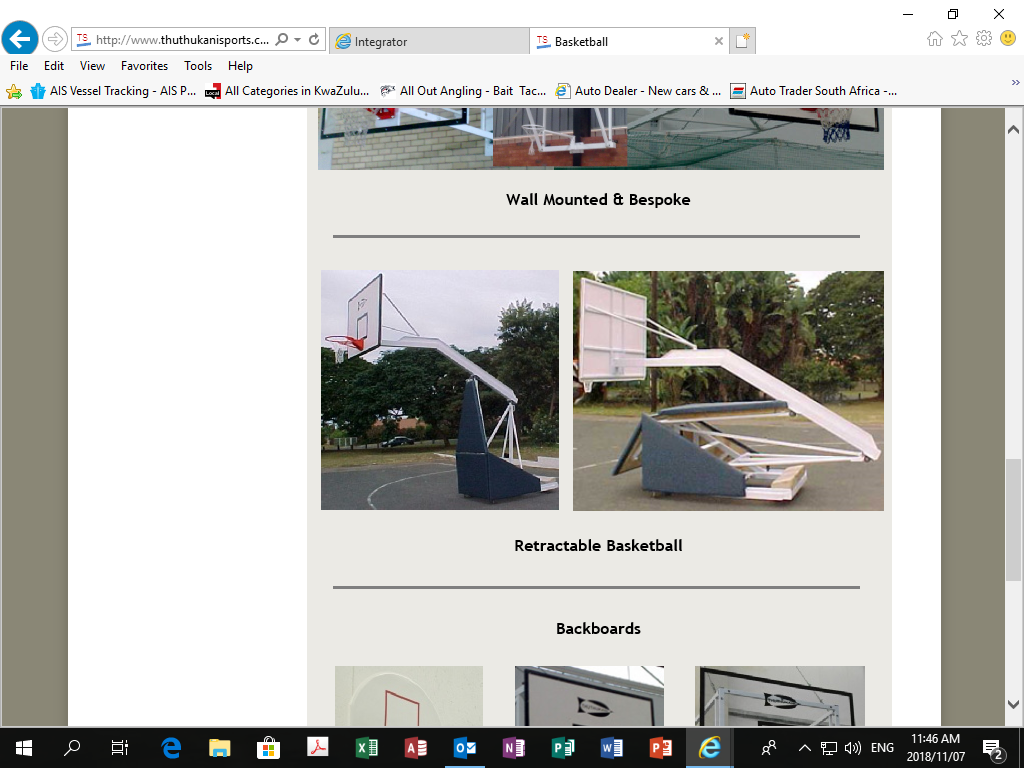 http://www.thuthukanisports.c...
Integrator
TS
Basketball
File Edit View Favorites Tools Help
AIS Vessel Tracking - AIS P...
All Categories in KwaZulu...
All Out Angling - Bait Tac...
Auto Dealer - New cars & ...
Auto Trader South Africa -...
Wall Mounted & Bespoke
Retractable Basketball
Backboards
ENG
11:46 AM
2018/11/07
2